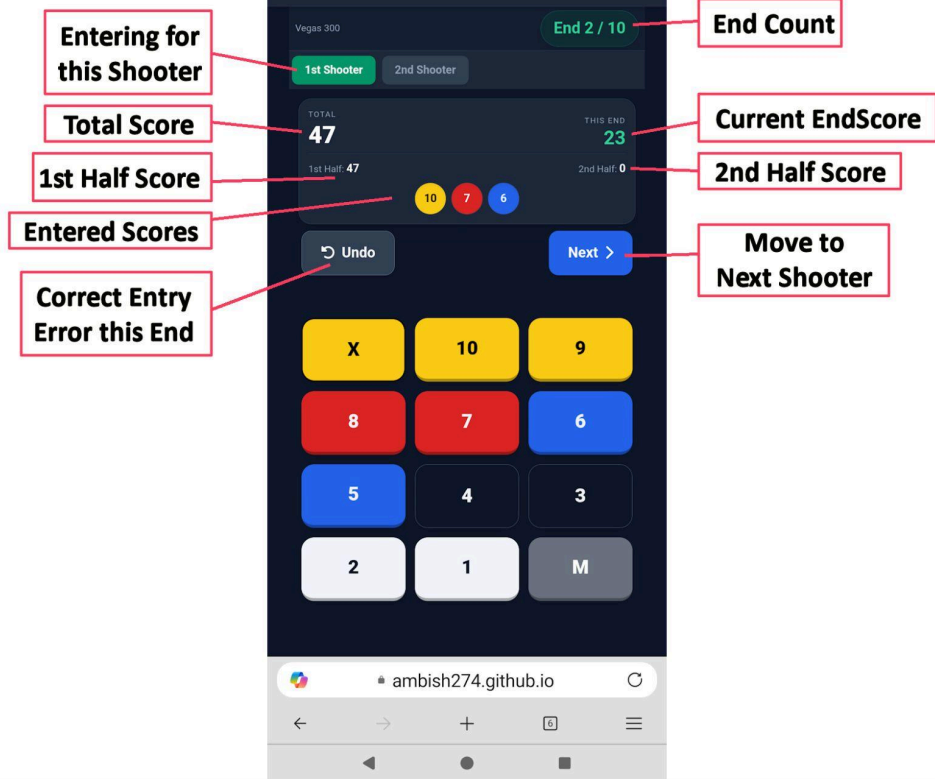 Entering for
this Shooter
Total Score
1st Half Score
Entered Scores
Correct Entry
Error this End
Vegas 300
End 2 / 10
1st Shooter
2nd Shooter
TOTAL
47
THIS END
23
1st Half: 47
2nd Half: 0
10 7 6
Undo
Next >
X 10 9
8 7 6
5 4 3
2 1 M
ambish274.github.io
6
End Count
Current EndScore
2nd Half Score
Move to
Next Shooter